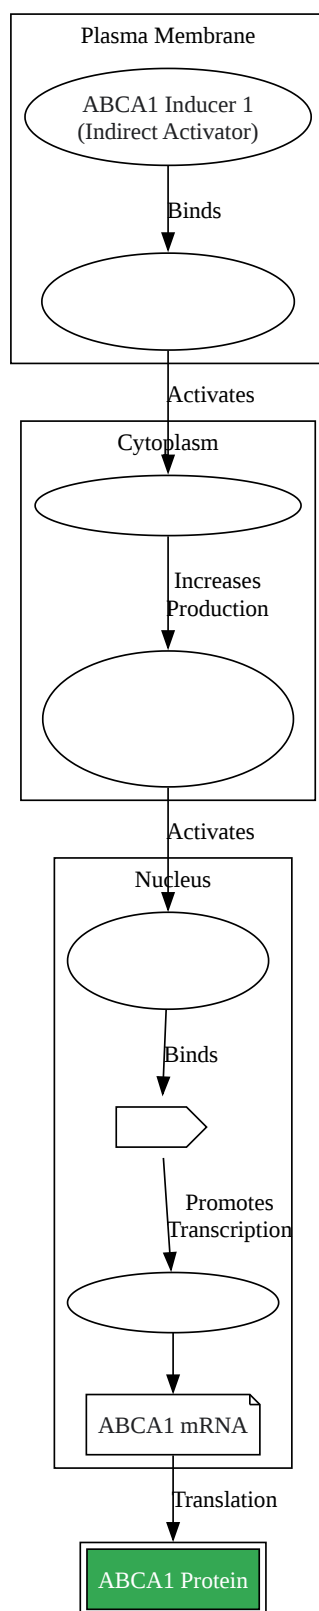 Plasma Membrane
ABCA1 Inducer 1
(Indirect Activator)
Binds
Activates
Cytoplasm
Increases
Production
Activates
Nucleus
Binds
Promotes
Transcription
ABCA1 mRNA
Translation
ABCA1 Protein